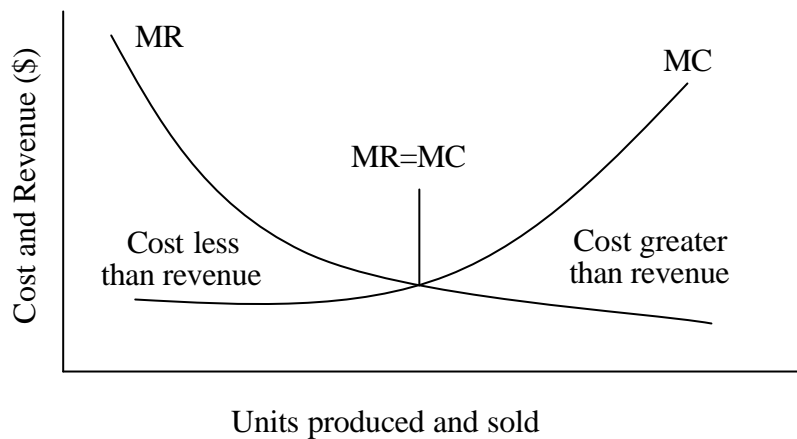 MR
MC
MR=MC
Cost less
than revenue
Cost greater
than revenue
Cost and Revenue ($)
Units produced and sold